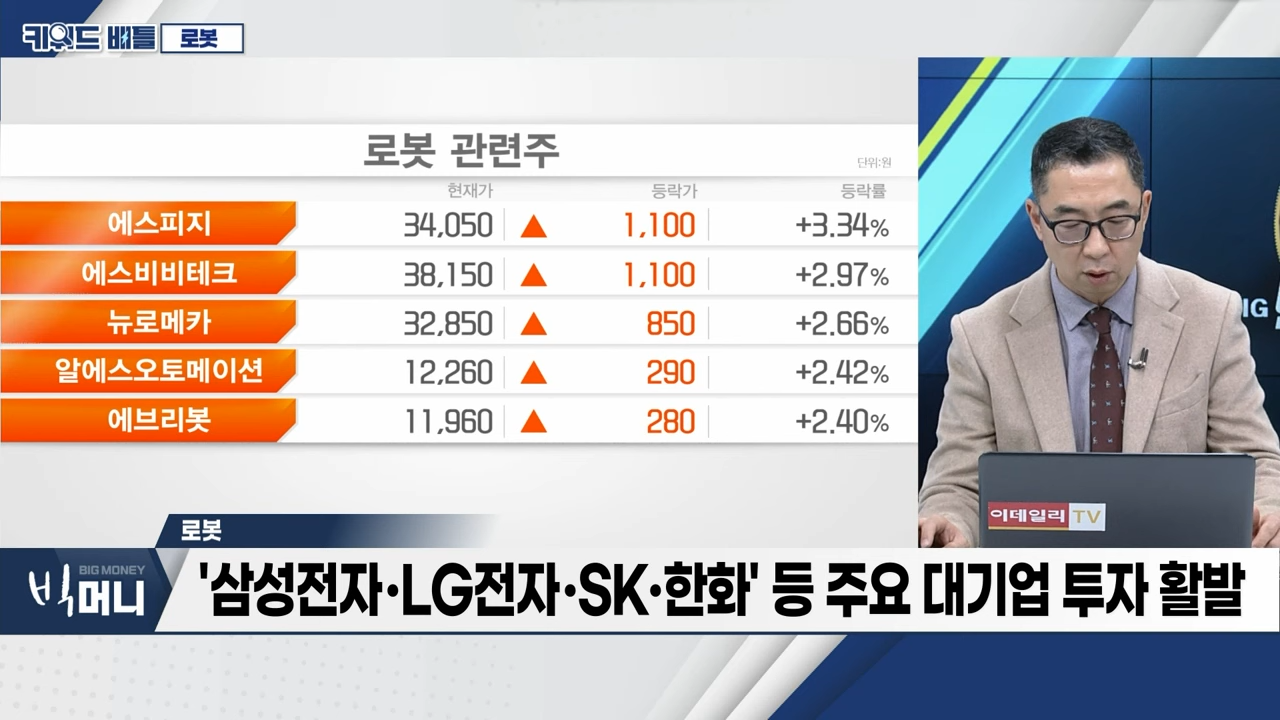 키워드 배틀 로봇
로봇 관련주
단위:원
현재가 등락가 등락률
에스피지 34,050 ▲ 1,100 +3.34%
에스비비테크 38,150 ▲ 1,100 +2.97%
뉴로메카 32,850 ▲ 850 +2.66%
알에스오토메이션 12,260 ▲ 290 +2.42%
에브리봇 11,960 ▲ 280 +2.40%
이데일리 TV
로봇
BIG MONEY
빅머니
'삼성전자·LG전자·SK·한화' 등 주요 대기업 투자 활발